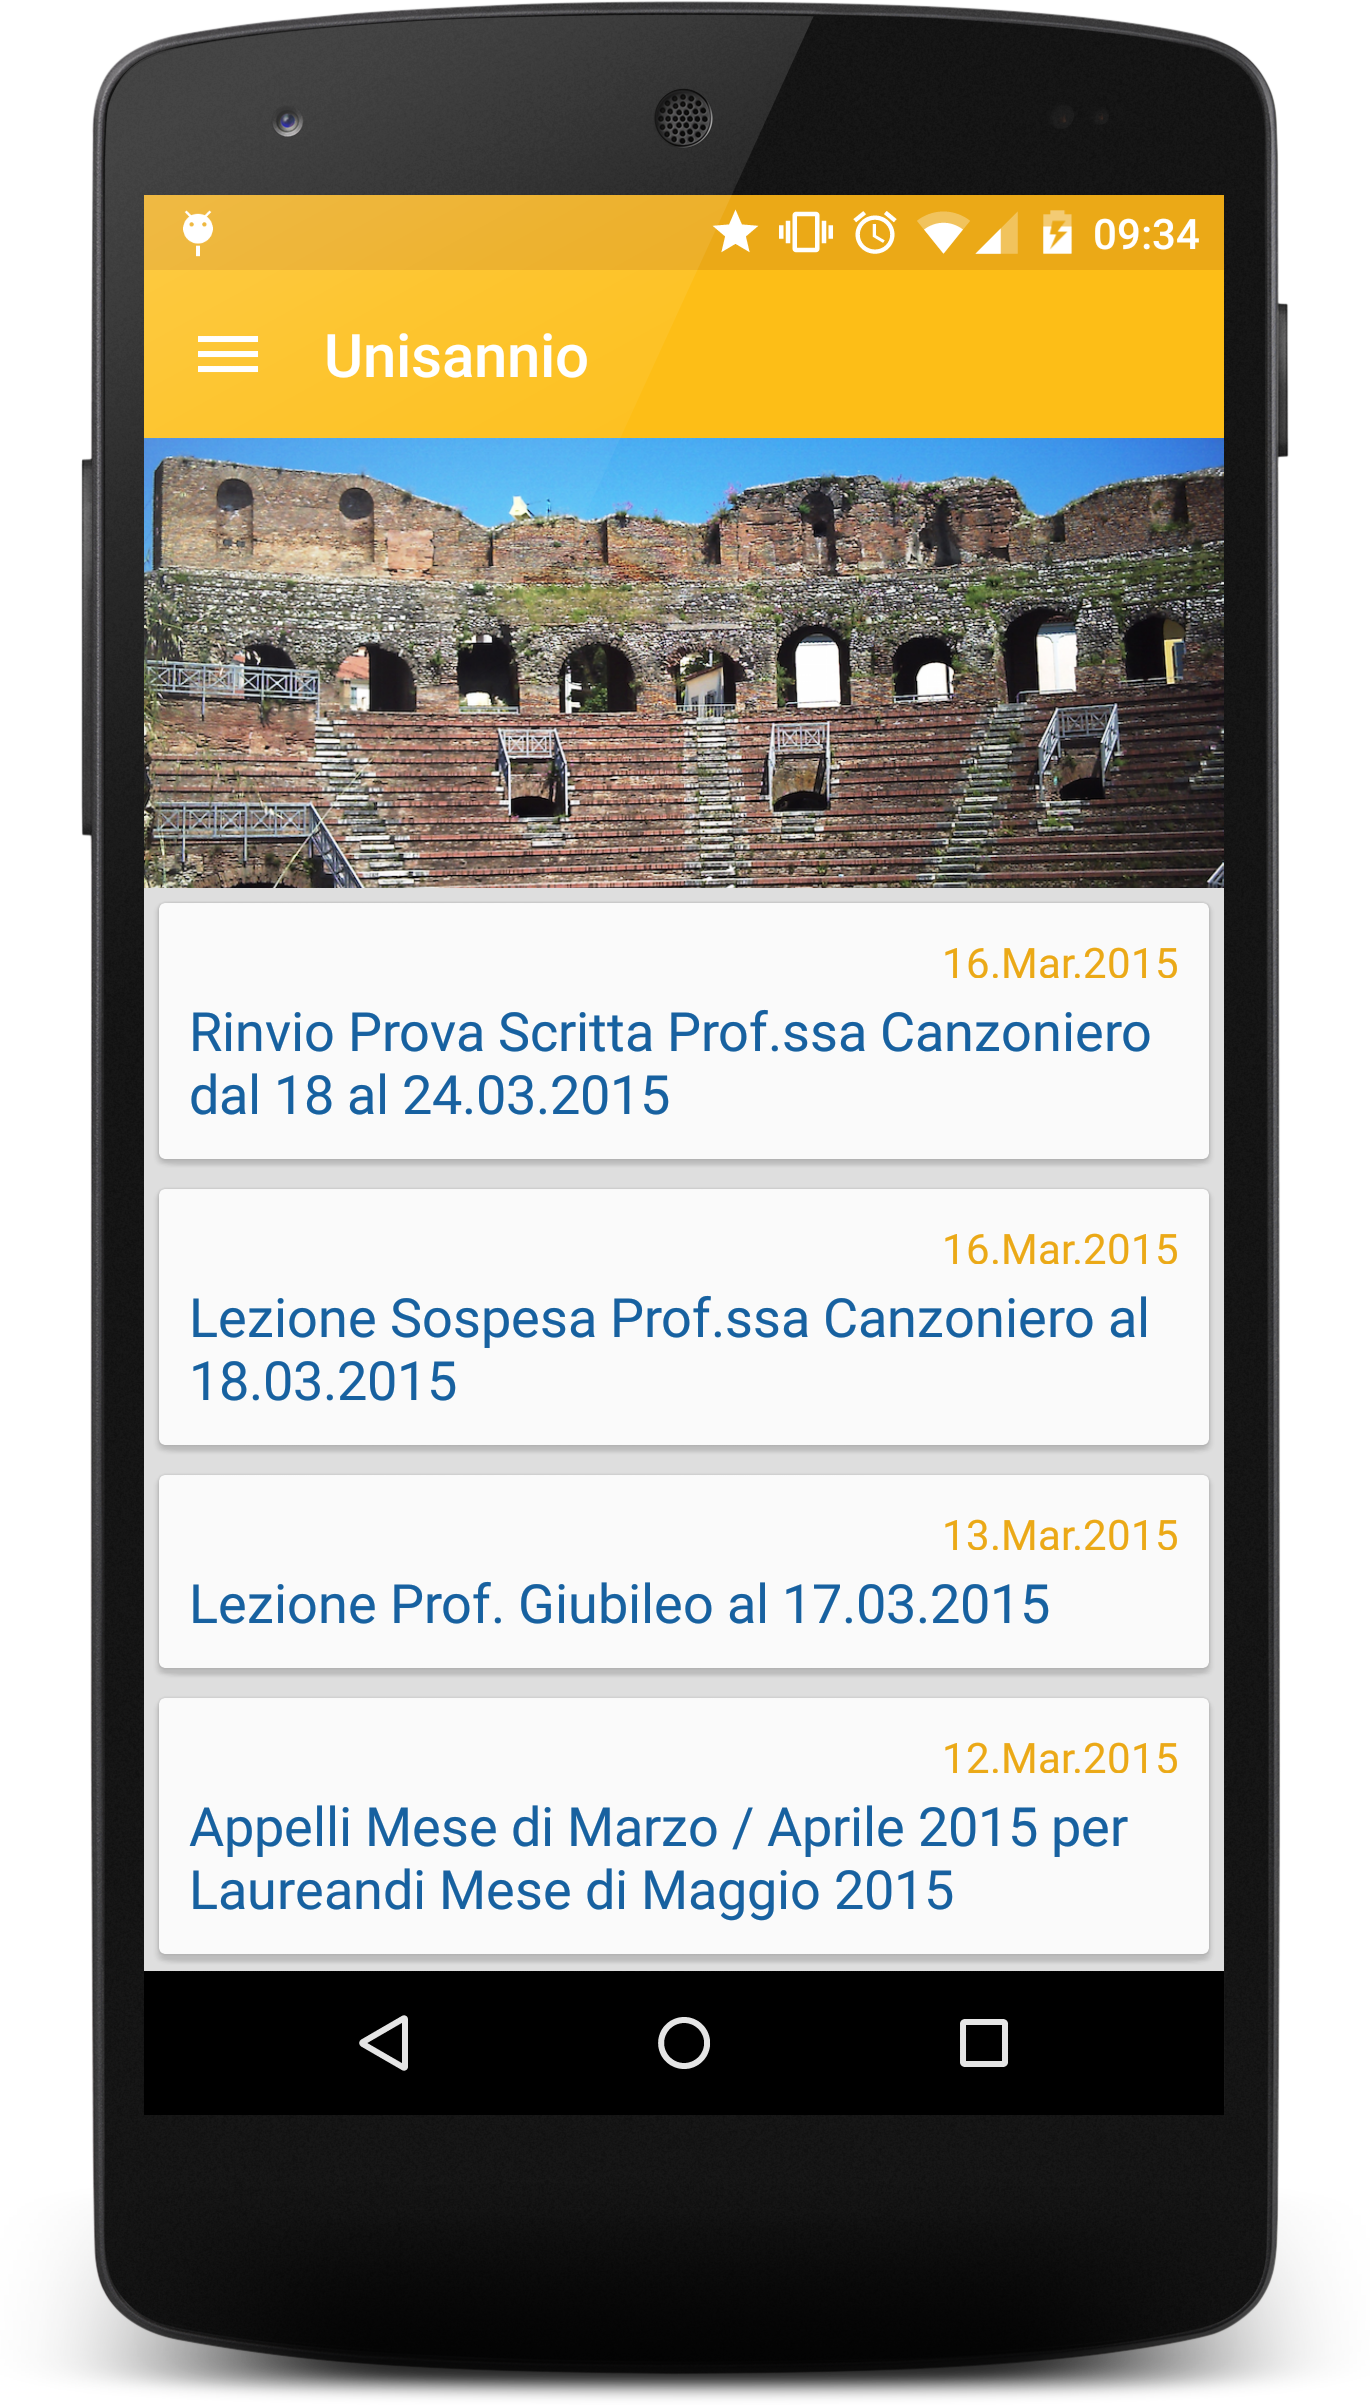 09:34
Unisannio
16.Mar.2015
Rinvio Prova Scritta Prof.ssa Canzoniero
dal 18 al 24.03.2015
16.Mar.2015
Lezione Sospesa Prof.ssa Canzoniero al
18.03.2015
13.Mar.2015
Lezione Prof. Giubileo al 17.03.2015
12.Mar.2015
Appelli Mese di Marzo / Aprile 2015 per
Laureandi Mese di Maggio 2015